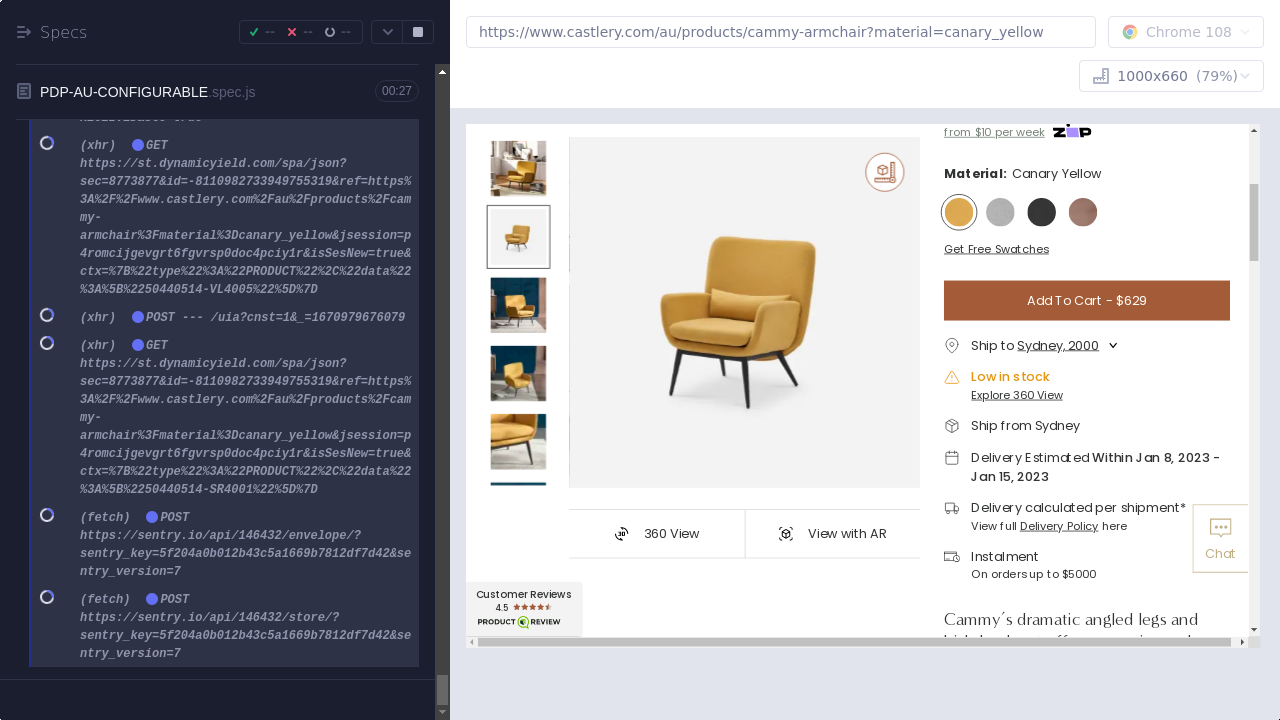 Specs
--
--
--
PDP-AU-CONFIGURABLE.spec.js
00:27
(xhr) GET
https://st.dynamicyield.com/spa/json?
sec=8773877&id=-8110982733949755319&ref=https%
3A%2F%2Fwww.castlery.com%2Fau%2Fproducts%2Fcam
my-
armchair%3Fmaterial%3Dcanary_yellow&jsession=p
4romcijgevgrt6fgvrsp0doc4pciy1r&isSesNew=true&
ctx=%7B%22type%22%3A%22PRODUCT%22%2C%22data%22
%3A%5B%2250440514-VL4005%22%5D%7D
(xhr) POST --- /uia?cnst=1&_=1670979676079
(xhr) GET
https://st.dynamicyield.com/spa/json?
sec=8773877&id=-8110982733949755319&ref=https%
3A%2F%2Fwww.castlery.com%2Fau%2Fproducts%2Fcam
my-
armchair%3Fmaterial%3Dcanary_yellow&jsession=p
4romcijgevgrt6fgvrsp0doc4pciy1r&isSesNew=true&
ctx=%7B%22type%22%3A%22PRODUCT%22%2C%22data%22
%3A%5B%2250440514-SR4001%22%5D%7D
(fetch) POST
https://sentry.io/api/146432/envelope/?
sentry_key=5f204a0b012b43c5a1669b7812df7d42&se
ntry_version=7
(fetch) POST
https://sentry.io/api/146432/store/?
sentry_key=5f204a0b012b43c5a1669b7812df7d42&se
ntry_version=7
https://www.castlery.com/au/products/cammy-armchair?material=canary_yellow
Chrome 108
1000x660 (79%)
from $10 per week zip
Material: Canary Yellow
Get Free Swatches
Add To Cart - $629
Ship to Sydney, 2000
Low in stock
Explore 360 View
Ship from Sydney
Delivery Estimated Within Jan 8, 2023 -
Jan 15, 2023
Delivery calculated per shipment*
View full Delivery Policy here
Instalment
On orders up to $5000
Chat
360 View
View with AR
Customer Reviews
4.5
PRODUCT REVIEW
Cammy's dramatic angled legs and